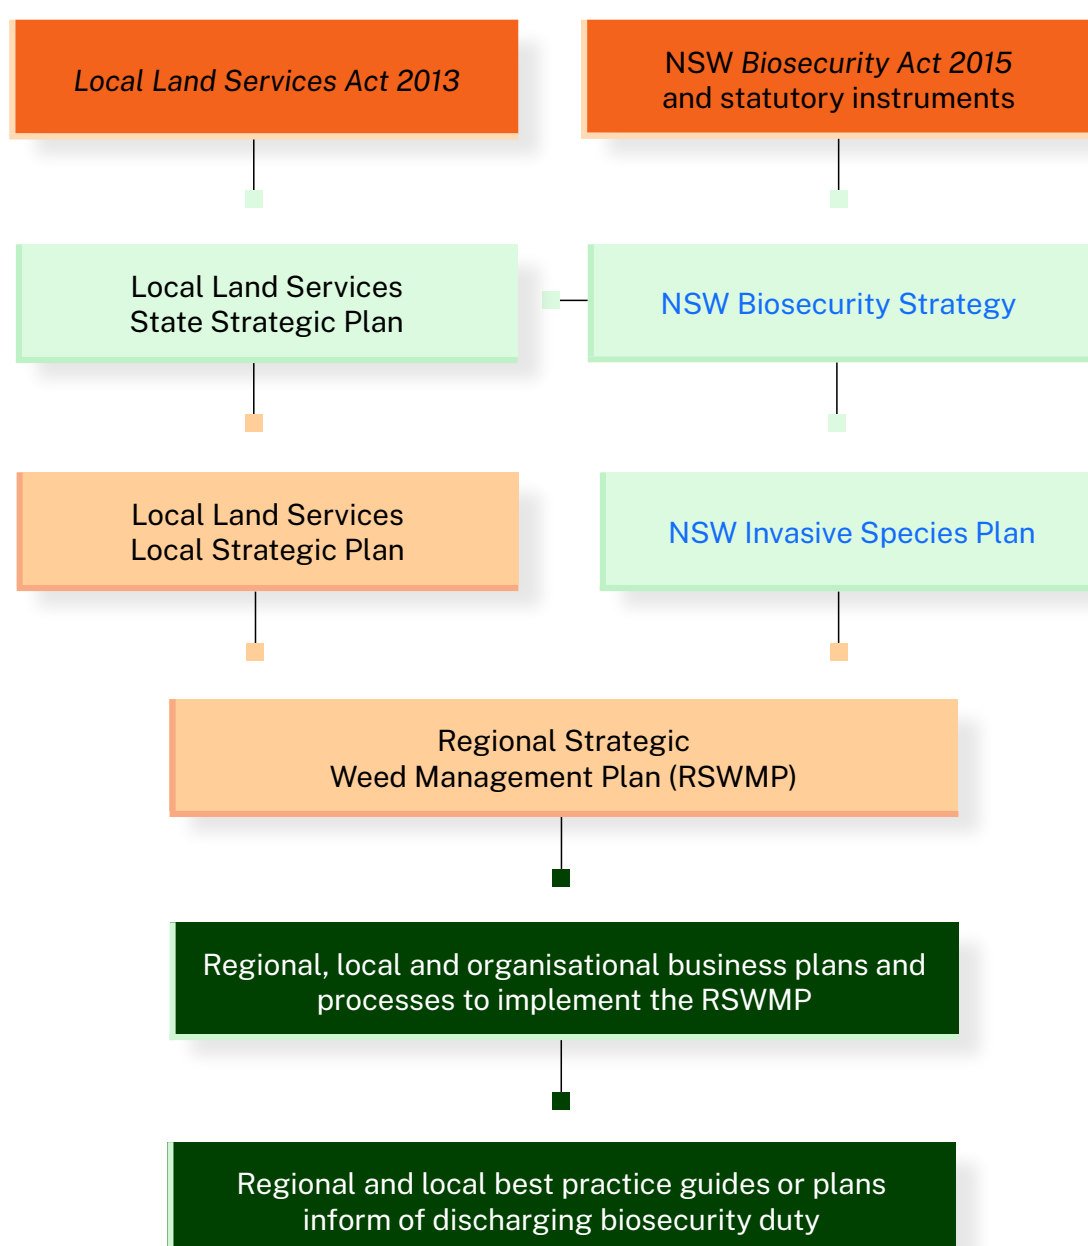 Local Land Services Act 2013
NSW Biosecurity Act 2015
and statutory instruments
Local Land Services
State Strategic Plan
NSW Biosecurity Strategy
Local Land Services
Local Strategic Plan
NSW Invasive Species Plan
Regional Strategic
Weed Management Plan (RSWMP)
Regional, local and organisational business plans and
processes to implement the RSWMP
Regional and local best practice guides or plans
inform of discharging biosecurity duty